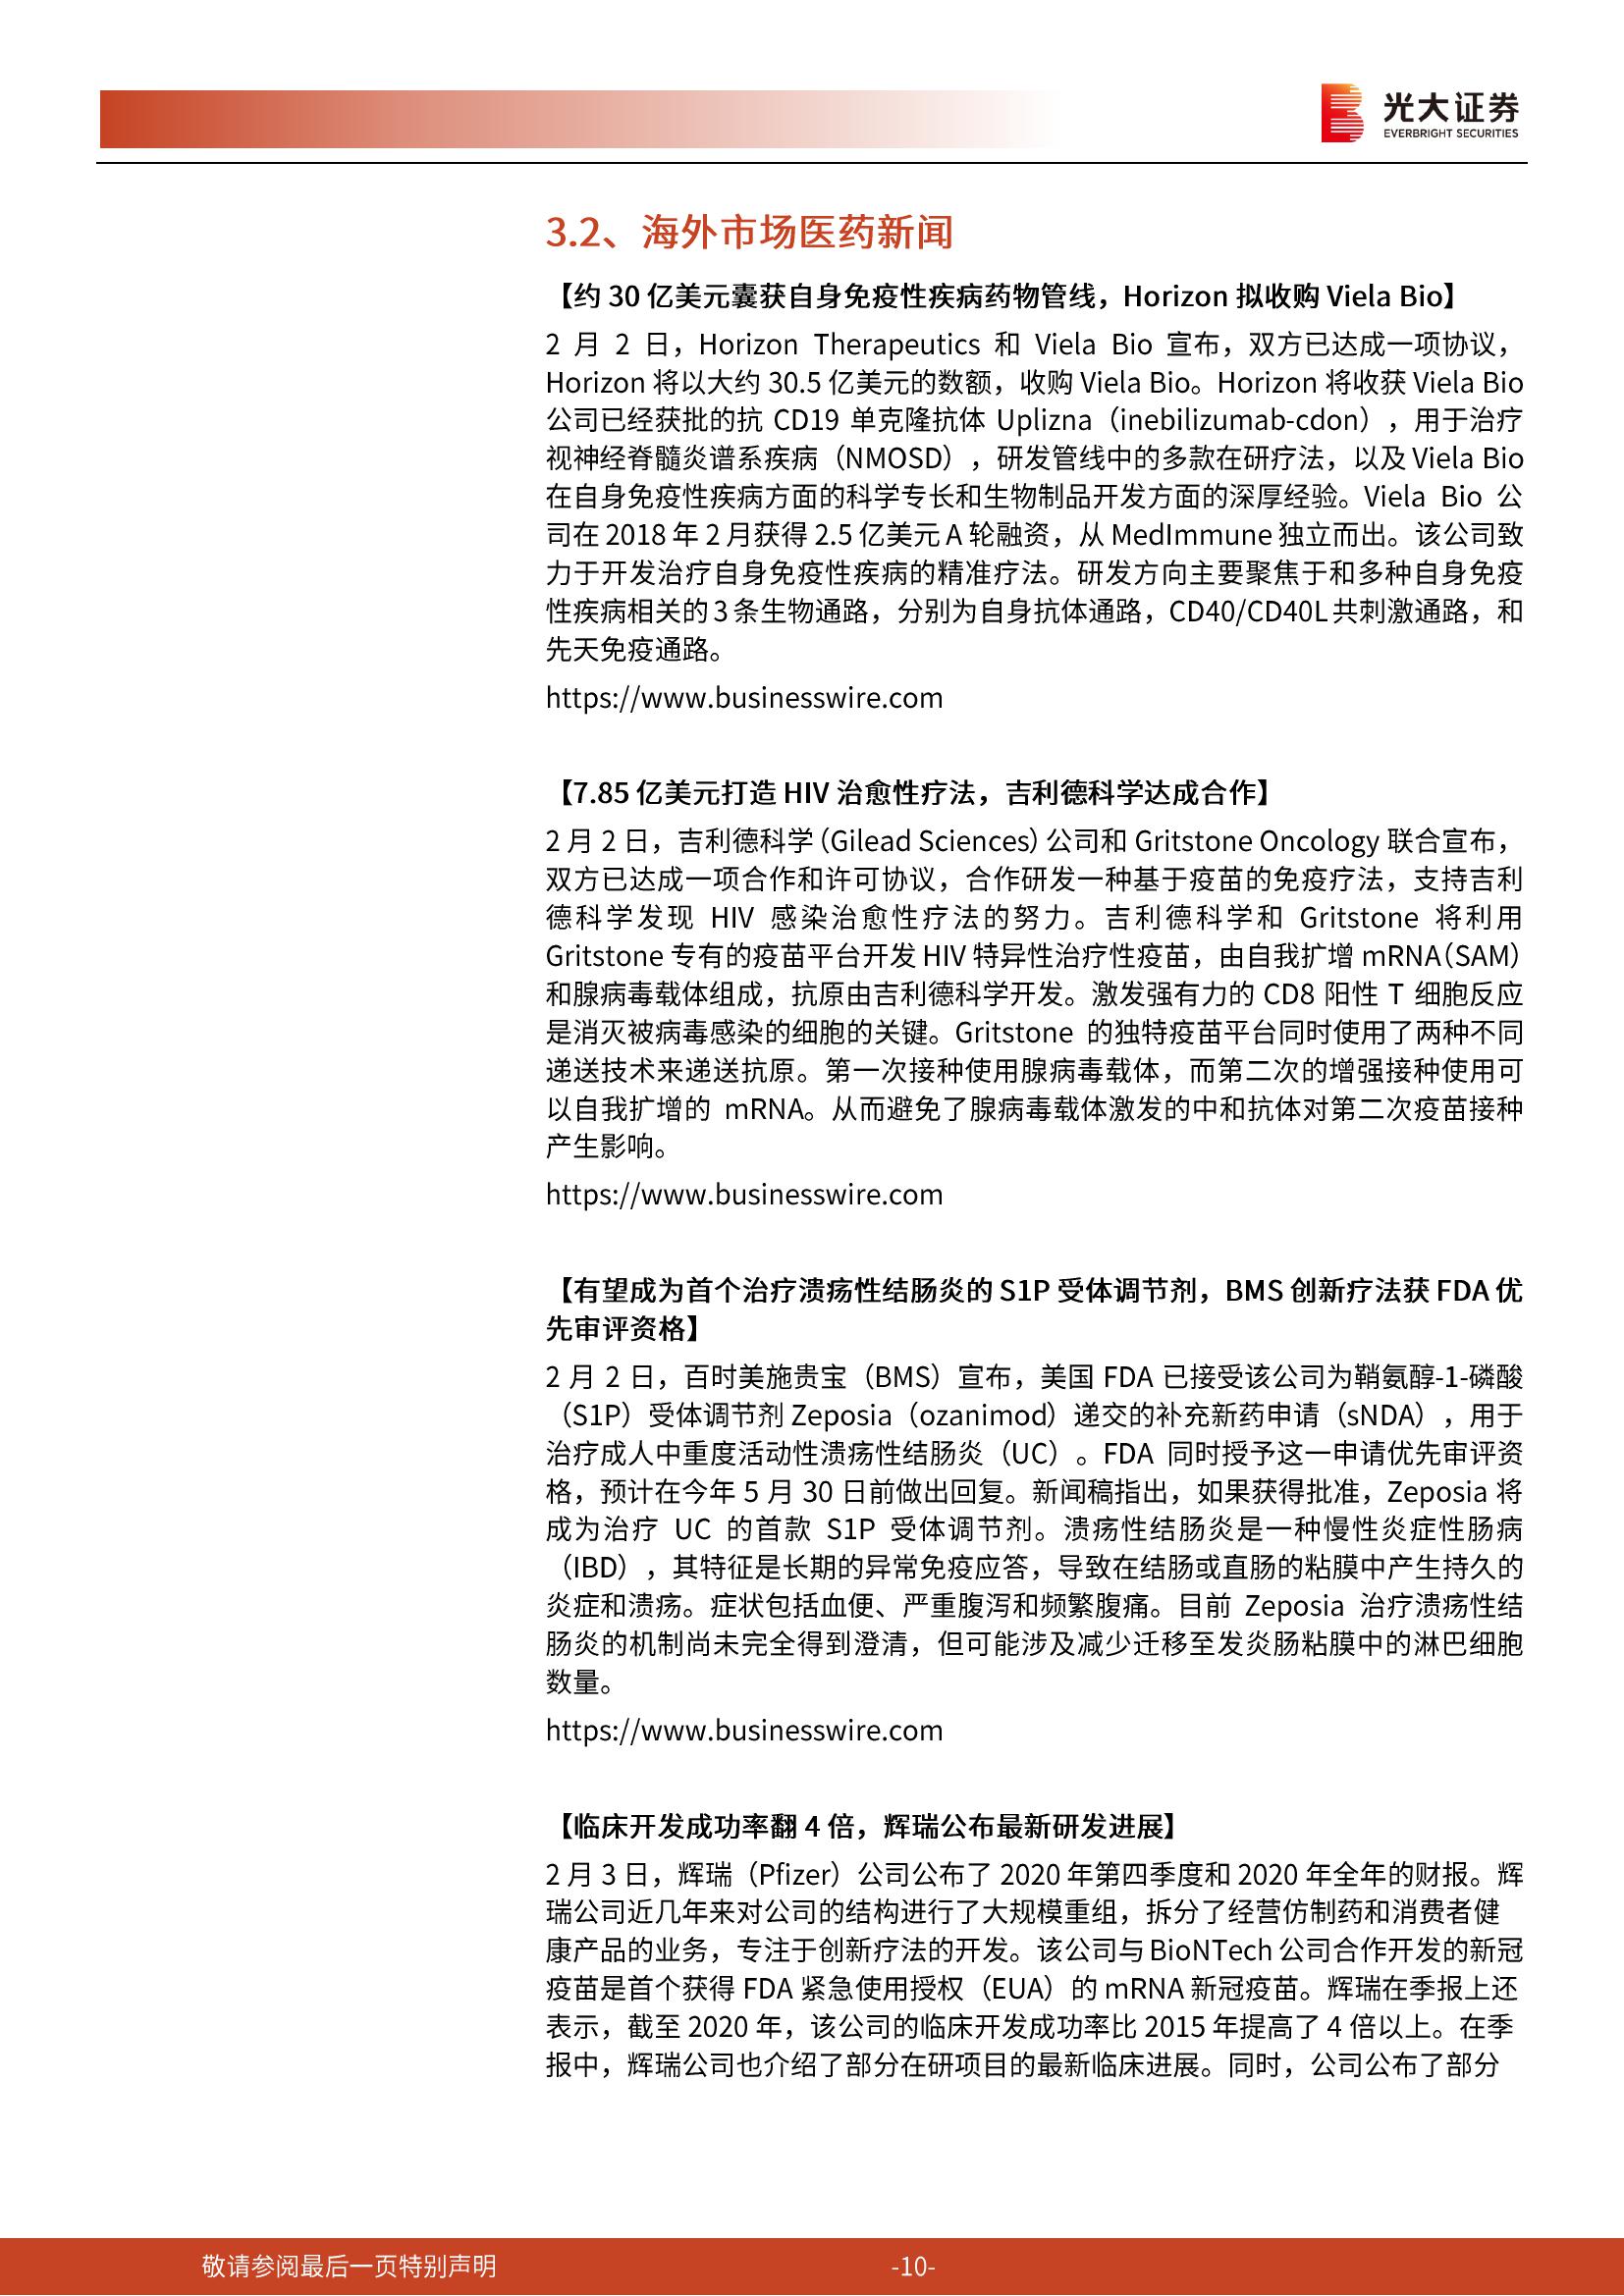 光大证券
EVERBRIGHT SECURITIES
3.2、海外市场医药新闻
【约 30 亿美元囊获自身免疫性疾病药物管线，Horizon 拟收购 Viela Bio】
2 月 2 日，Horizon Therapeutics 和 Viela Bio 宣布，双方已达成一项协议，
Horizon 将以大约 30.5 亿美元的数额，收购 Viela Bio。Horizon 将收获 Viela Bio
公司已经获批的抗 CD19 单克隆抗体 Uplizna（inebilizumab-cdon），用于治疗
视神经脊髓炎谱系疾病（NMOSD），研发管线中的多款在研疗法，以及 Viela Bio
在自身免疫性疾病方面的科学专长和生物制品开发方面的深厚经验。Viela Bio 公
司在 2018 年 2 月获得 2.5 亿美元 A 轮融资，从 MedImmune 独立而出。该公司致
力于开发治疗自身免疫性疾病的精准疗法。研发方向主要聚焦于和多种自身免疫
性疾病相关的 3 条生物通路，分别为自身抗体通路，CD40/CD40L 共刺激通路，和
先天免疫通路。
https://www.businesswire.com
【7.85 亿美元打造 HIV 治愈性疗法，吉利德科学达成合作】
2 月 2 日，吉利德科学（Gilead Sciences）公司和 Gritstone Oncology 联合宣布，
双方已达成一项合作和许可协议，合作研发一种基于疫苗的免疫疗法，支持吉利
德科学发现 HIV 感染治愈性疗法的努力。吉利德科学和 Gritstone 将利用
Gritstone 专有的疫苗平台开发 HIV 特异性治疗性疫苗，由自我扩增 mRNA（SAM）
和腺病毒载体组成，抗原由吉利德科学开发。激发强有力的 CD8 阳性 T 细胞反应
是消灭被病毒感染的细胞的关键。Gritstone 的独特疫苗平台同时使用了两种不同
递送技术来递送抗原。第一次接种使用腺病毒载体，而第二次的增强接种使用可
以自我扩增的 mRNA。从而避免了腺病毒载体激发的中和抗体对第二次疫苗接种
产生影响。
https://www.businesswire.com
【有望成为首个治疗溃疡性结肠炎的 S1P 受体调节剂，BMS 创新疗法获 FDA 优
先审评资格】
2 月 2 日，百时美施贵宝（BMS）宣布，美国 FDA 已接受该公司为鞘氨醇-1-磷酸
（S1P）受体调节剂 Zeposia（ozanimod）递交的补充新药申请（sNDA），用于
治疗成人中重度活动性溃疡性结肠炎（UC）。FDA 同时授予这一申请优先审评资
格，预计在今年 5 月 30 日前做出回复。新闻稿指出，如果获得批准，Zeposia 将
成为治疗 UC 的首款 S1P 受体调节剂。溃疡性结肠炎是一种慢性炎症性肠病
（IBD），其特征是长期的异常免疫应答，导致在结肠或直肠的粘膜中产生持久的
炎症和溃疡。症状包括血便、严重腹泻和频繁腹痛。目前 Zeposia 治疗溃疡性结
肠炎的机制尚未完全得到澄清，但可能涉及减少迁移至发炎肠粘膜中的淋巴细胞
数量。
https://www.businesswire.com
【临床开发成功率翻 4 倍，辉瑞公布最新研发进展】
2 月 3 日，辉瑞（Pfizer）公司公布了 2020 年第四季度和 2020 年全年的财报。辉
瑞公司近几年来对公司的结构进行了大规模重组，拆分了经营仿制药和消费者健
康产品的业务，专注于创新疗法的开发。该公司与 BioNTech 公司合作开发的新冠
疫苗是首个获得 FDA 紧急使用授权（EUA）的 mRNA 新冠疫苗。辉瑞在季报上还
表示，截至 2020 年，该公司的临床开发成功率比 2015 年提高了 4 倍以上。在季
报中，辉瑞公司也介绍了部分在研项目的最新临床进展。同时，公司公布了部分
敬请参阅最后一页特别声明
-10-